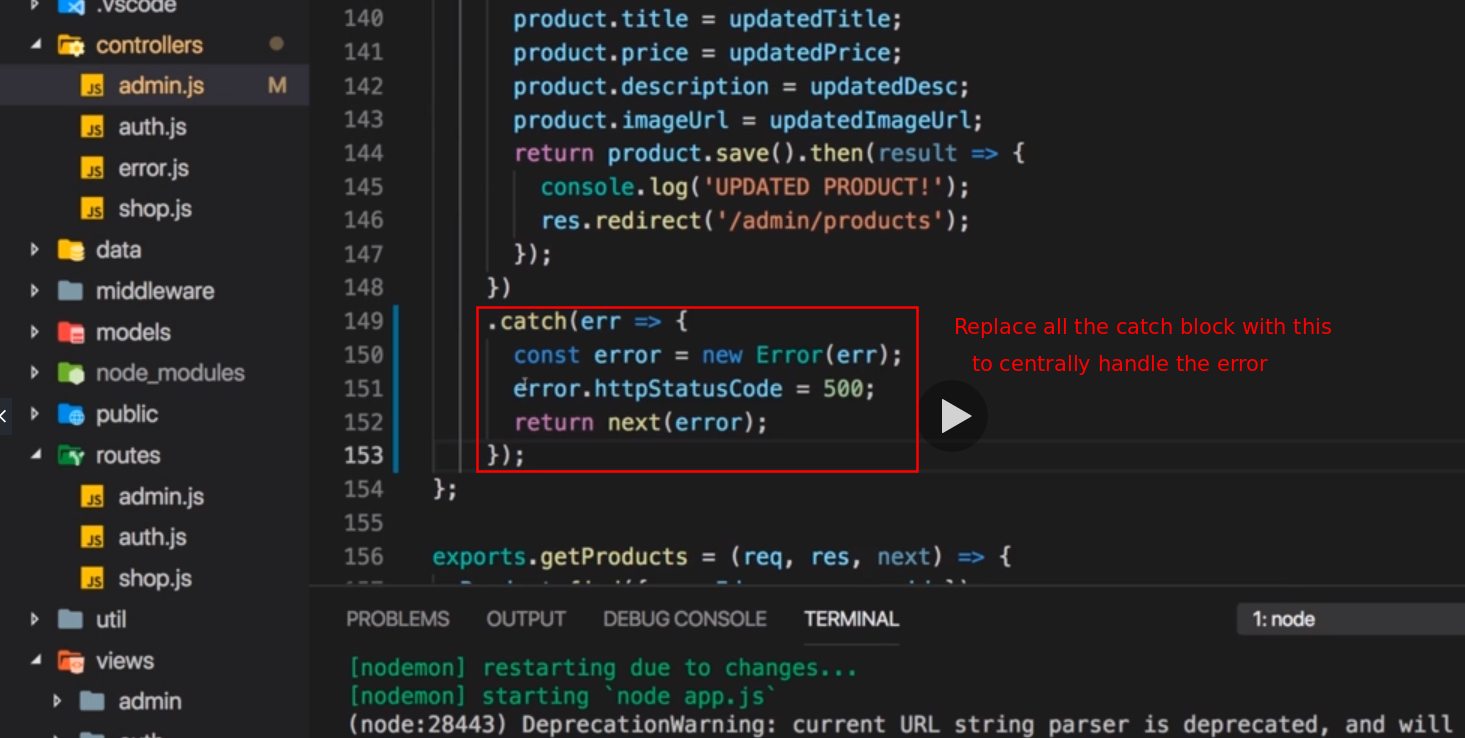 .vscode
controllers
admin.js M
auth.js
error.js
shop.js
data
middleware
models
node_modules
public
routes
admin.js
auth.js
shop.js
util
views
admin
140 product.title = updatedTitle;
141 product.price = updatedPrice;
142 product.description = updatedDesc;
143 product.imageUrl = updatedImageUrl;
144 return product.save().then(result => {
145 console.log('UPDATED PRODUCT!');
146 res.redirect('/admin/products');
147 });
148 })
149 .catch(err => {
150 const error = new Error(err);
151 error.httpStatusCode = 500;
152 return next(error);
153 });
154 };
155
156 exports.getProducts = (req, res, next) => {
Replace all the catch block with this
to centrally handle the error
PROBLEMS OUTPUT DEBUG CONSOLE TERMINAL 1: node
[nodemon] restarting due to changes...
[nodemon] starting `node app.js`
(node:28443) DeprecationWarning: current URL string parser is deprecated, and will